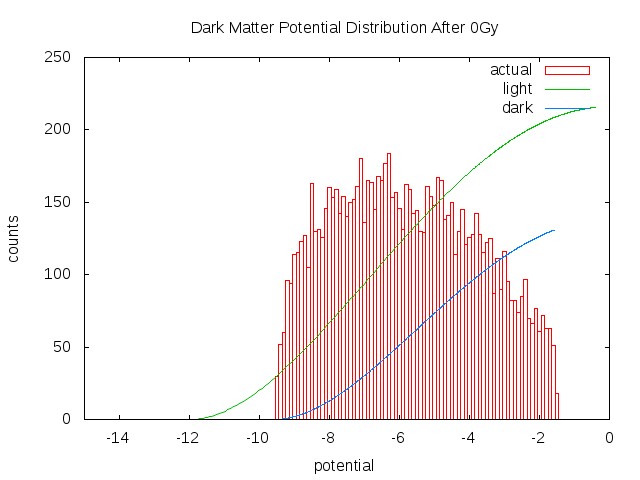 Dark Matter Potential Distribution After 0Gy
250
200
150
100
50
0
counts
actual
light
dark
-14 -12 -10 -8 -6 -4 -2 0
potential